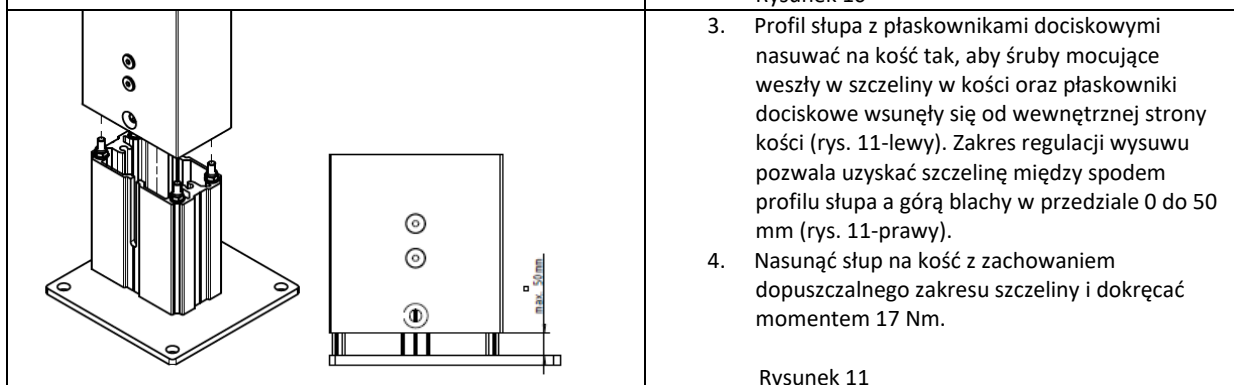 Rysunek 10
3. Profil słupa z płaskownikami dociskowymi
nasuwać na kość tak, aby śruby mocujące
weszły w szczeliny w kości oraz płaskowniki
dociskowe wsunęły się od wewnętrznej strony
kości (rys. 11-lewy). Zakres regulacji wysuwu
pozwala uzyskać szczelinę między spodem
profilu słupa a górą blachy w przedziale 0 do 50
mm (rys. 11-prawy).
4. Nasunąć słup na kość z zachowaniem
dopuszczalnego zakresu szczeliny i dokręcać
momentem 17 Nm.
Rysunek 11
max. 50mm